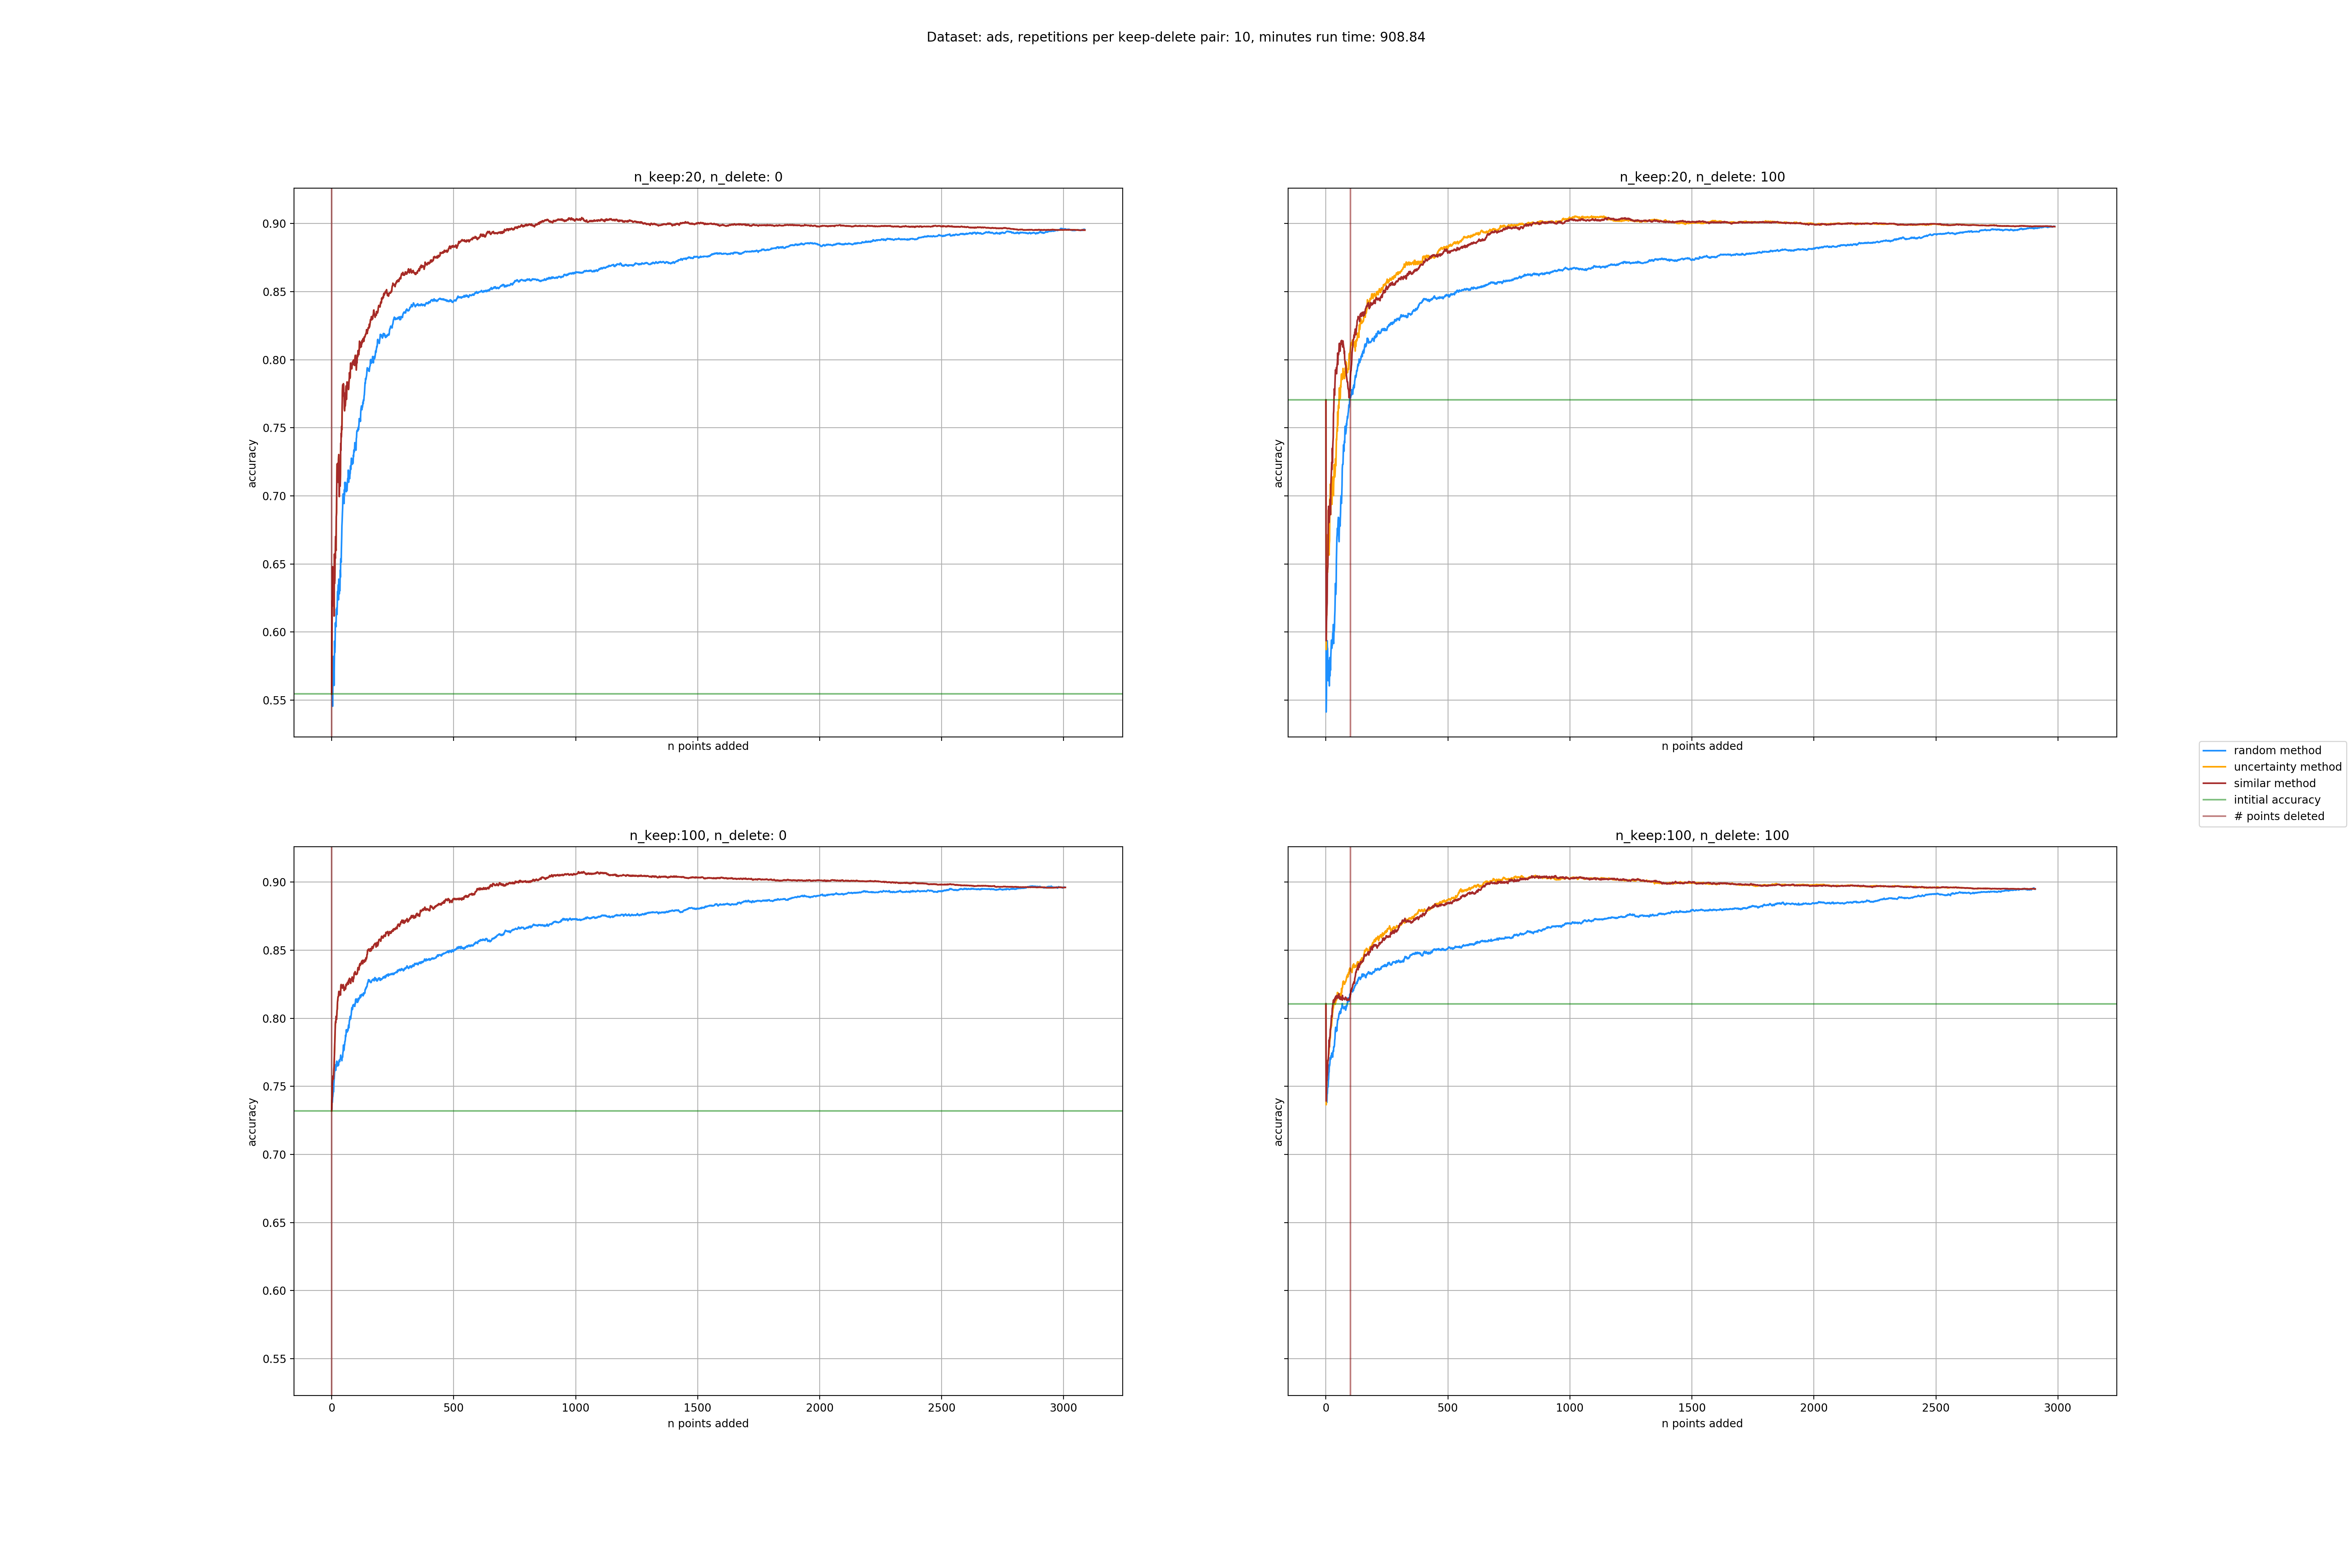 Dataset: ads, repetitions per keep-delete pair: 10, minutes run time: 908.84
n_keep:20, n_delete: 0
0.90
0.85
0.80
0.75
0.70
0.65
0.60
0.55
accuracy
n points added
n_keep:20, n_delete: 100
accuracy
n points added
random method
uncertainty method
similar method
intitial accuracy
# points deleted
n_keep:100, n_delete: 0
0.90
0.85
0.80
0.75
0.70
0.65
0.60
0.55
accuracy
0 500 1000 1500 2000 2500 3000
n points added
n_keep:100, n_delete: 100
accuracy
0 500 1000 1500 2000 2500 3000
n points added